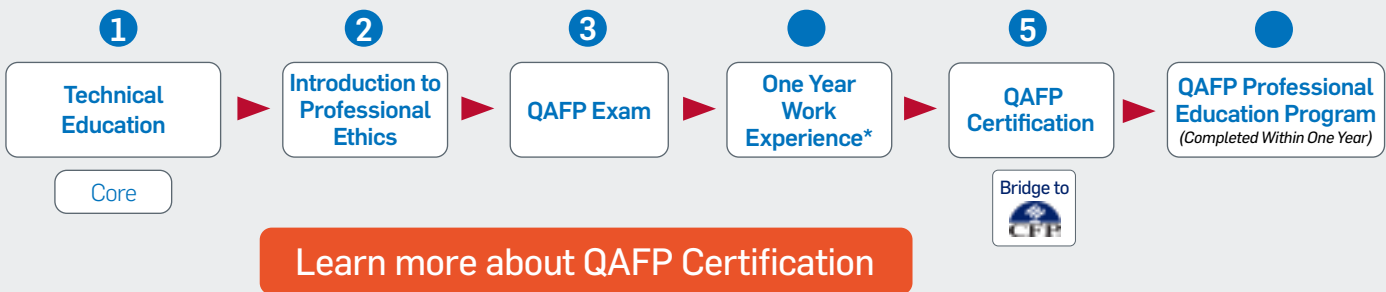 1
2
3
5
Technical
Education
Introduction to
Professional
Ethics
QAFP Exam
One Year
Work
Experience*
QAFP
Certification
QAFP Professional
Education Program
(Completed Within One Year)
Core
Bridge to
CFP
Learn more about QAFP Certification